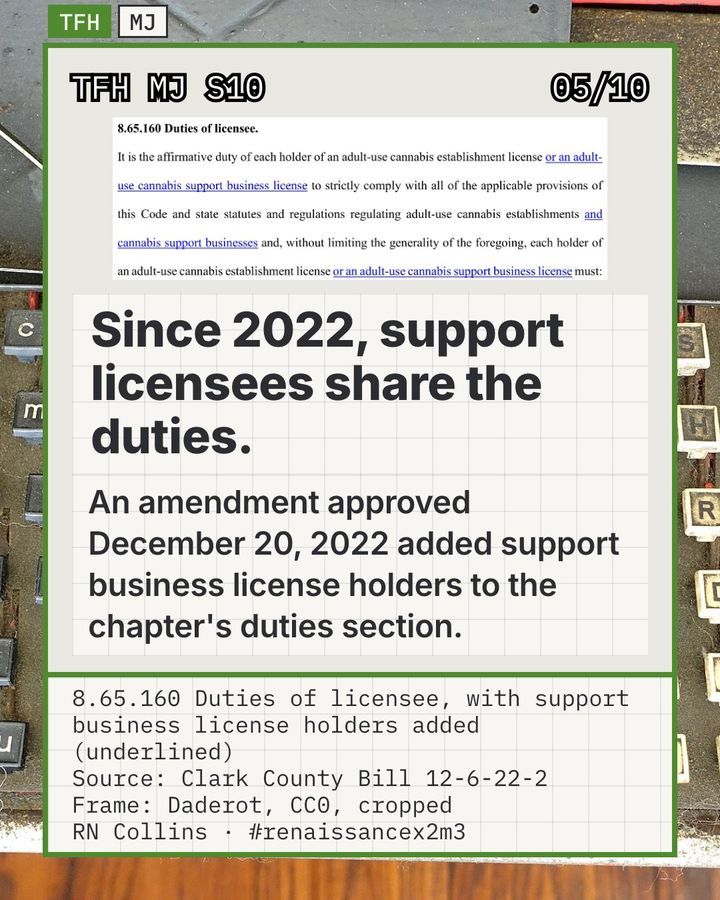 TFH MJ
TFH MJ S10 05/10
8.65.160 Duties of licensee.
It is the affirmative duty of each holder of an adult-use cannabis establishment license or an adult-
use cannabis support business license to strictly comply with all of the applicable provisions of
this Code and state statutes and regulations regulating adult-use cannabis establishments and
cannabis support businesses and, without limiting the generality of the foregoing, each holder of
an adult-use cannabis establishment license or an adult-use cannabis support business license must:
Since 2022, support
licensees share the
duties.
An amendment approved
December 20, 2022 added support
business license holders to the
chapter's duties section.
8.65.160 Duties of licensee, with support
business license holders added
(underlined)
Source: Clark County Bill 12-6-22-2
Frame: Daderot, CC0, cropped
RN Collins · #renaissancex2m3
C
m
u
S
H
R
D